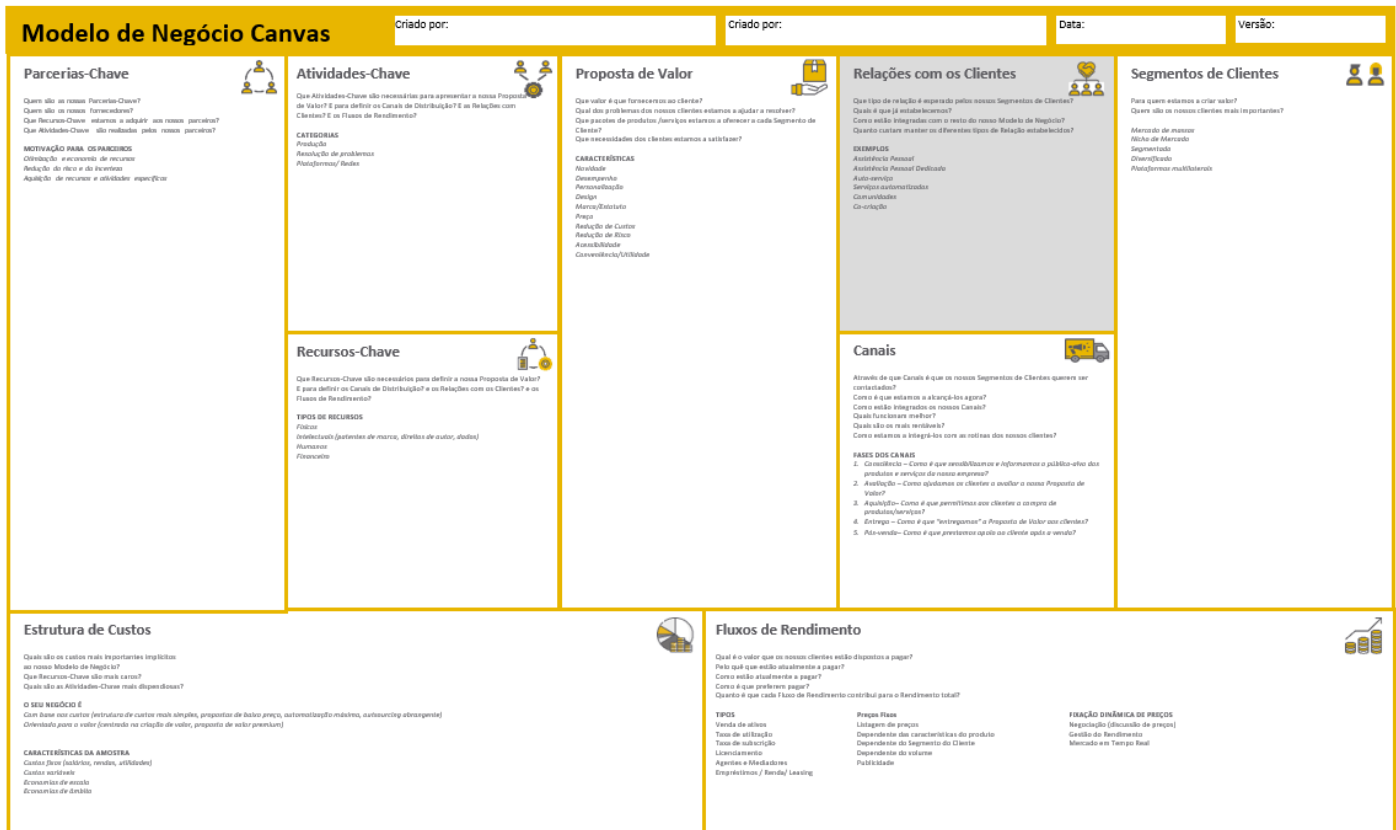 Modelo de Negócio Canvas
Criado por:
Criado por:
Data:
Versão:
Parcerias-Chave
Quem são as nossas Parcerias-Chave?
Quem são os nossos fornecedores?
Que Recursos-Chave estamos a adquirir aos nossos parceiros?
Que Atividades-Chave são realizadas pelos nossos parceiros?
MOTIVAÇÃO PARA OS PARCEIROS
Otimização e economia de recursos
Redução do risco e da incerteza
Aquisição de recursos e atividades específicos
Atividades-Chave
Que Atividades-Chave são necessárias para apresentar a nossa Proposta
de Valor? E para definir os Canais de Distribuição? E as Relações com
Clientes? E os Fluxos de Rendimento?
CATEGORIAS
Produção
Resolução de problemas
Plataformas/ Redes
Recursos-Chave
Que Recursos-Chave são necessários para definir a nossa Proposta de Valor?
E para definir os Canais de Distribuição? e os Relações com os Clientes? e os
Fluxos de Rendimento?
TIPOS DE RECURSOS
Físicos
Intelectuais (patentes de marca, direitos de autor, dados)
Humanos
Financeiro
Proposta de Valor
Que valor é que fornecemos ao cliente?
Qual dos problemas dos nossos clientes estamos a ajudar a resolver?
Que pacotes de produtos /serviços estamos a oferecer a cada Segmento de
Cliente?
Que necessidades dos clientes estamos a satisfazer?
CARACTERÍSTICAS
Novidade
Desempenho
Personalização
Design
Marca/Estatuto
Preço
Redução de Custos
Redução de Risco
Acessibilidade
Conveniência/Utilidade
Relações com os Clientes
Que tipo de relação é esperado pelos nossos Segmentos de Clientes?
Quais é que já estabelecemos?
Como estão integradas com o resto do nosso Modelo de Negócio?
Quanto custam manter os diferentes tipos de Relação estabelecidos?
EXEMPLOS
Assistência Pessoal
Assistência Pessoal Dedicada
Auto-serviço
Serviços automatizados
Comunidades
Co-criação
Canais
Através de que Canais é que os nossos Segmentos de Clientes querem ser
contactados?
Como é que estamos a alcançá-los agora?
Como estão integrados os nossos Canais?
Quais funcionam melhor?
Quais são os mais rentáveis?
Como estamos a integrá-los com as rotinas dos nossos clientes?
FASES DOS CANAIS
1. Consciência – Como é que sensibilizamos e informamos o público-alvo dos
produtos e serviços da nossa empresa?
2. Avaliação – Como ajudamos os clientes a avaliar a nossa Proposta de
Valor?
3. Aquisição– Como é que permitimos aos clientes a compra de
produtos/serviços?
4. Entrega – Como é que "entregamos" a Proposta de Valor aos clientes?
5. Pós-venda– Como é que prestamos apoio ao cliente após a venda?
Segmentos de Clientes
Para quem estamos a criar valor?
Quem são os nossos clientes mais importantes?
Mercado de massas
Nicho de Mercado
Segmentado
Diversificado
Plataformas multilaterais
Estrutura de Custos
Quais são os custos mais importantes implícitos
ao nosso Modelo de Negócio?
Que Recursos-Chave são mais caros?
Quais são as Atividades-Chave mais dispendiosas?
O SEU NEGÓCIO É
Com base nos custos (estrutura de custos mais simples, propostas de baixo preço, automatização máxima, outsourcing abrangente)
Orientado para o valor (centrado na criação de valor, proposta de valor premium)
CARACTERÍSTICAS DA AMOSTRA
Custos fixos (salários, rendas, utilidades)
Custos variáveis
Economias de escala
Economias de âmbito
Fluxos de Rendimento
Qual é o valor que os nossos clientes estão dispostos a pagar?
Pelo quê que estão atualmente a pagar?
Como estão atualmente a pagar?
Como é que preferem pagar?
Quanto é que cada Fluxo de Rendimento contribui para o Rendimento total?
TIPOS
Venda de ativos
Taxa de utilização
Taxa de subscrição
Licenciamento
Agentes e Mediadores
Empréstimos / Renda/ Leasing
Preços Fixos
Listagem de preços
Dependente das características do produto
Dependente do Segmento do Cliente
Dependente do volume
Publicidade
FIXAÇÃO DINÂMICA DE PREÇOS
Negociação (discussão de preços)
Gestão do Rendimento
Mercado em Tempo Real